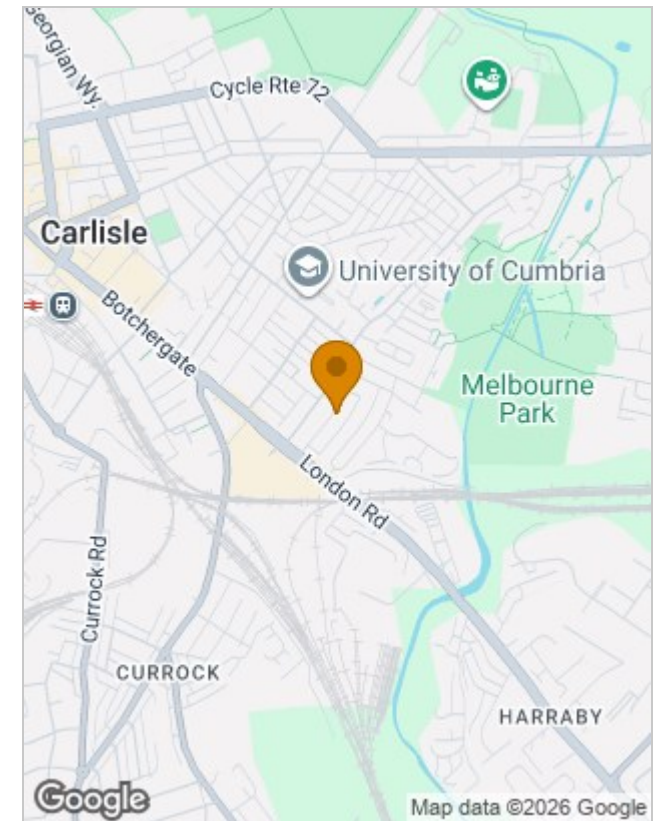 Georgian Wy.
Cycle Rte 72
Carlisle
University of Cumbria
Botchergate
Melbourne
Park
London Rd
Currock Rd
CURROCK
HARRABY
Google
Map data ©2026 Google